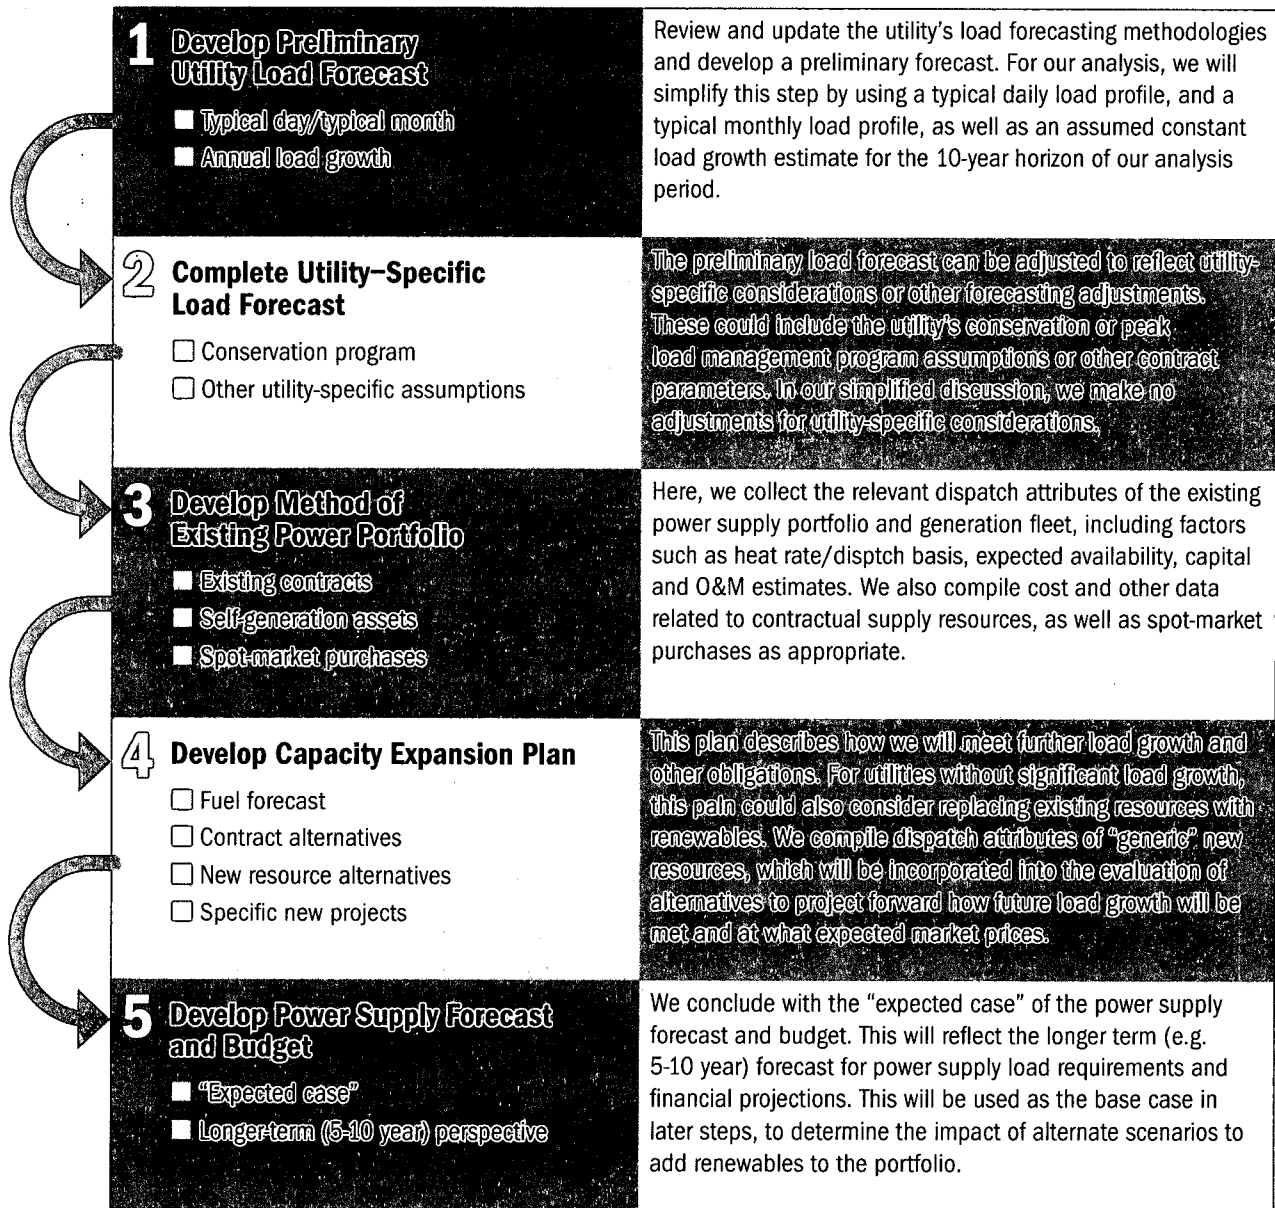 1 Develop Preliminary
Utility Load Forecast
Typical day/typical month
Annual load growth
Review and update the utility's load forecasting methodologies
and develop a preliminary forecast. For our analysis, we will
simplify this step by using a typical daily load profile, and a
typical monthly load profile, as well as an assumed constant
load growth estimate for the 10-year horizon of our analysis
period.
2 Complete Utility–Specific
Load Forecast
Conservation program
Other utility-specific assumptions
The preliminary load forecast can be adjusted to reflect utility-
specific considerations or other forecasting adjustments.
These could include the utility's conservation or peak
load management program assumptions or other contract
parameters. In our simplified discussion, we make no
adjustments for utility-specific considerations.
3 Develop Method of
Existing Power Portfolio
Existing contracts
Self-generation assets
Spot-market purchases
Here, we collect the relevant dispatch attributes of the existing
power supply portfolio and generation fleet, including factors
such as heat rate/disptch basis, expected availability, capital
and O&M estimates. We also compile cost and other data
related to contractual supply resources, as well as spot-market
purchases as appropriate.
4 Develop Capacity Expansion Plan
Fuel forecast
Contract alternatives
New resource alternatives
Specific new projects
This plan describes how we will meet further load growth and
other obligations. For utilities without significant load growth,
this pain could also consider replacing existing resources with
renewables. We compile dispatch attributes of "generic" new
resources, which will be incorporated into the evaluation of
alternatives to project forward how future load growth will be
met and at what expected market prices.
5 Develop Power Supply Forecast
and Budget
"Expected case"
Longer-term (5-10 year) perspective
We conclude with the "expected case" of the power supply
forecast and budget. This will reflect the longer term (e.g.
5-10 year) forecast for power supply load requirements and
financial projections. This will be used as the base case in
later steps, to determine the impact of alternate scenarios to
add renewables to the portfolio.